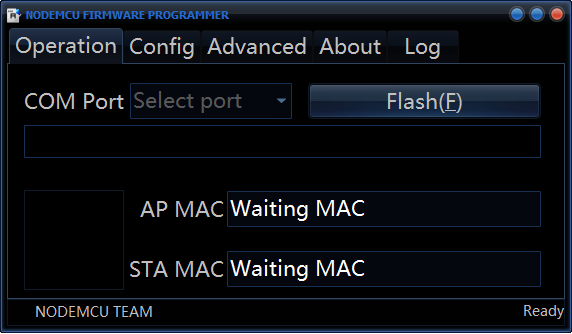 NODEMCU FIRMWARE PROGRAMMER
Operation Config Advanced About Log
COM Port Select port Flash(F)
AP MAC Waiting MAC
STA MAC Waiting MAC
NODEMCU TEAM Ready